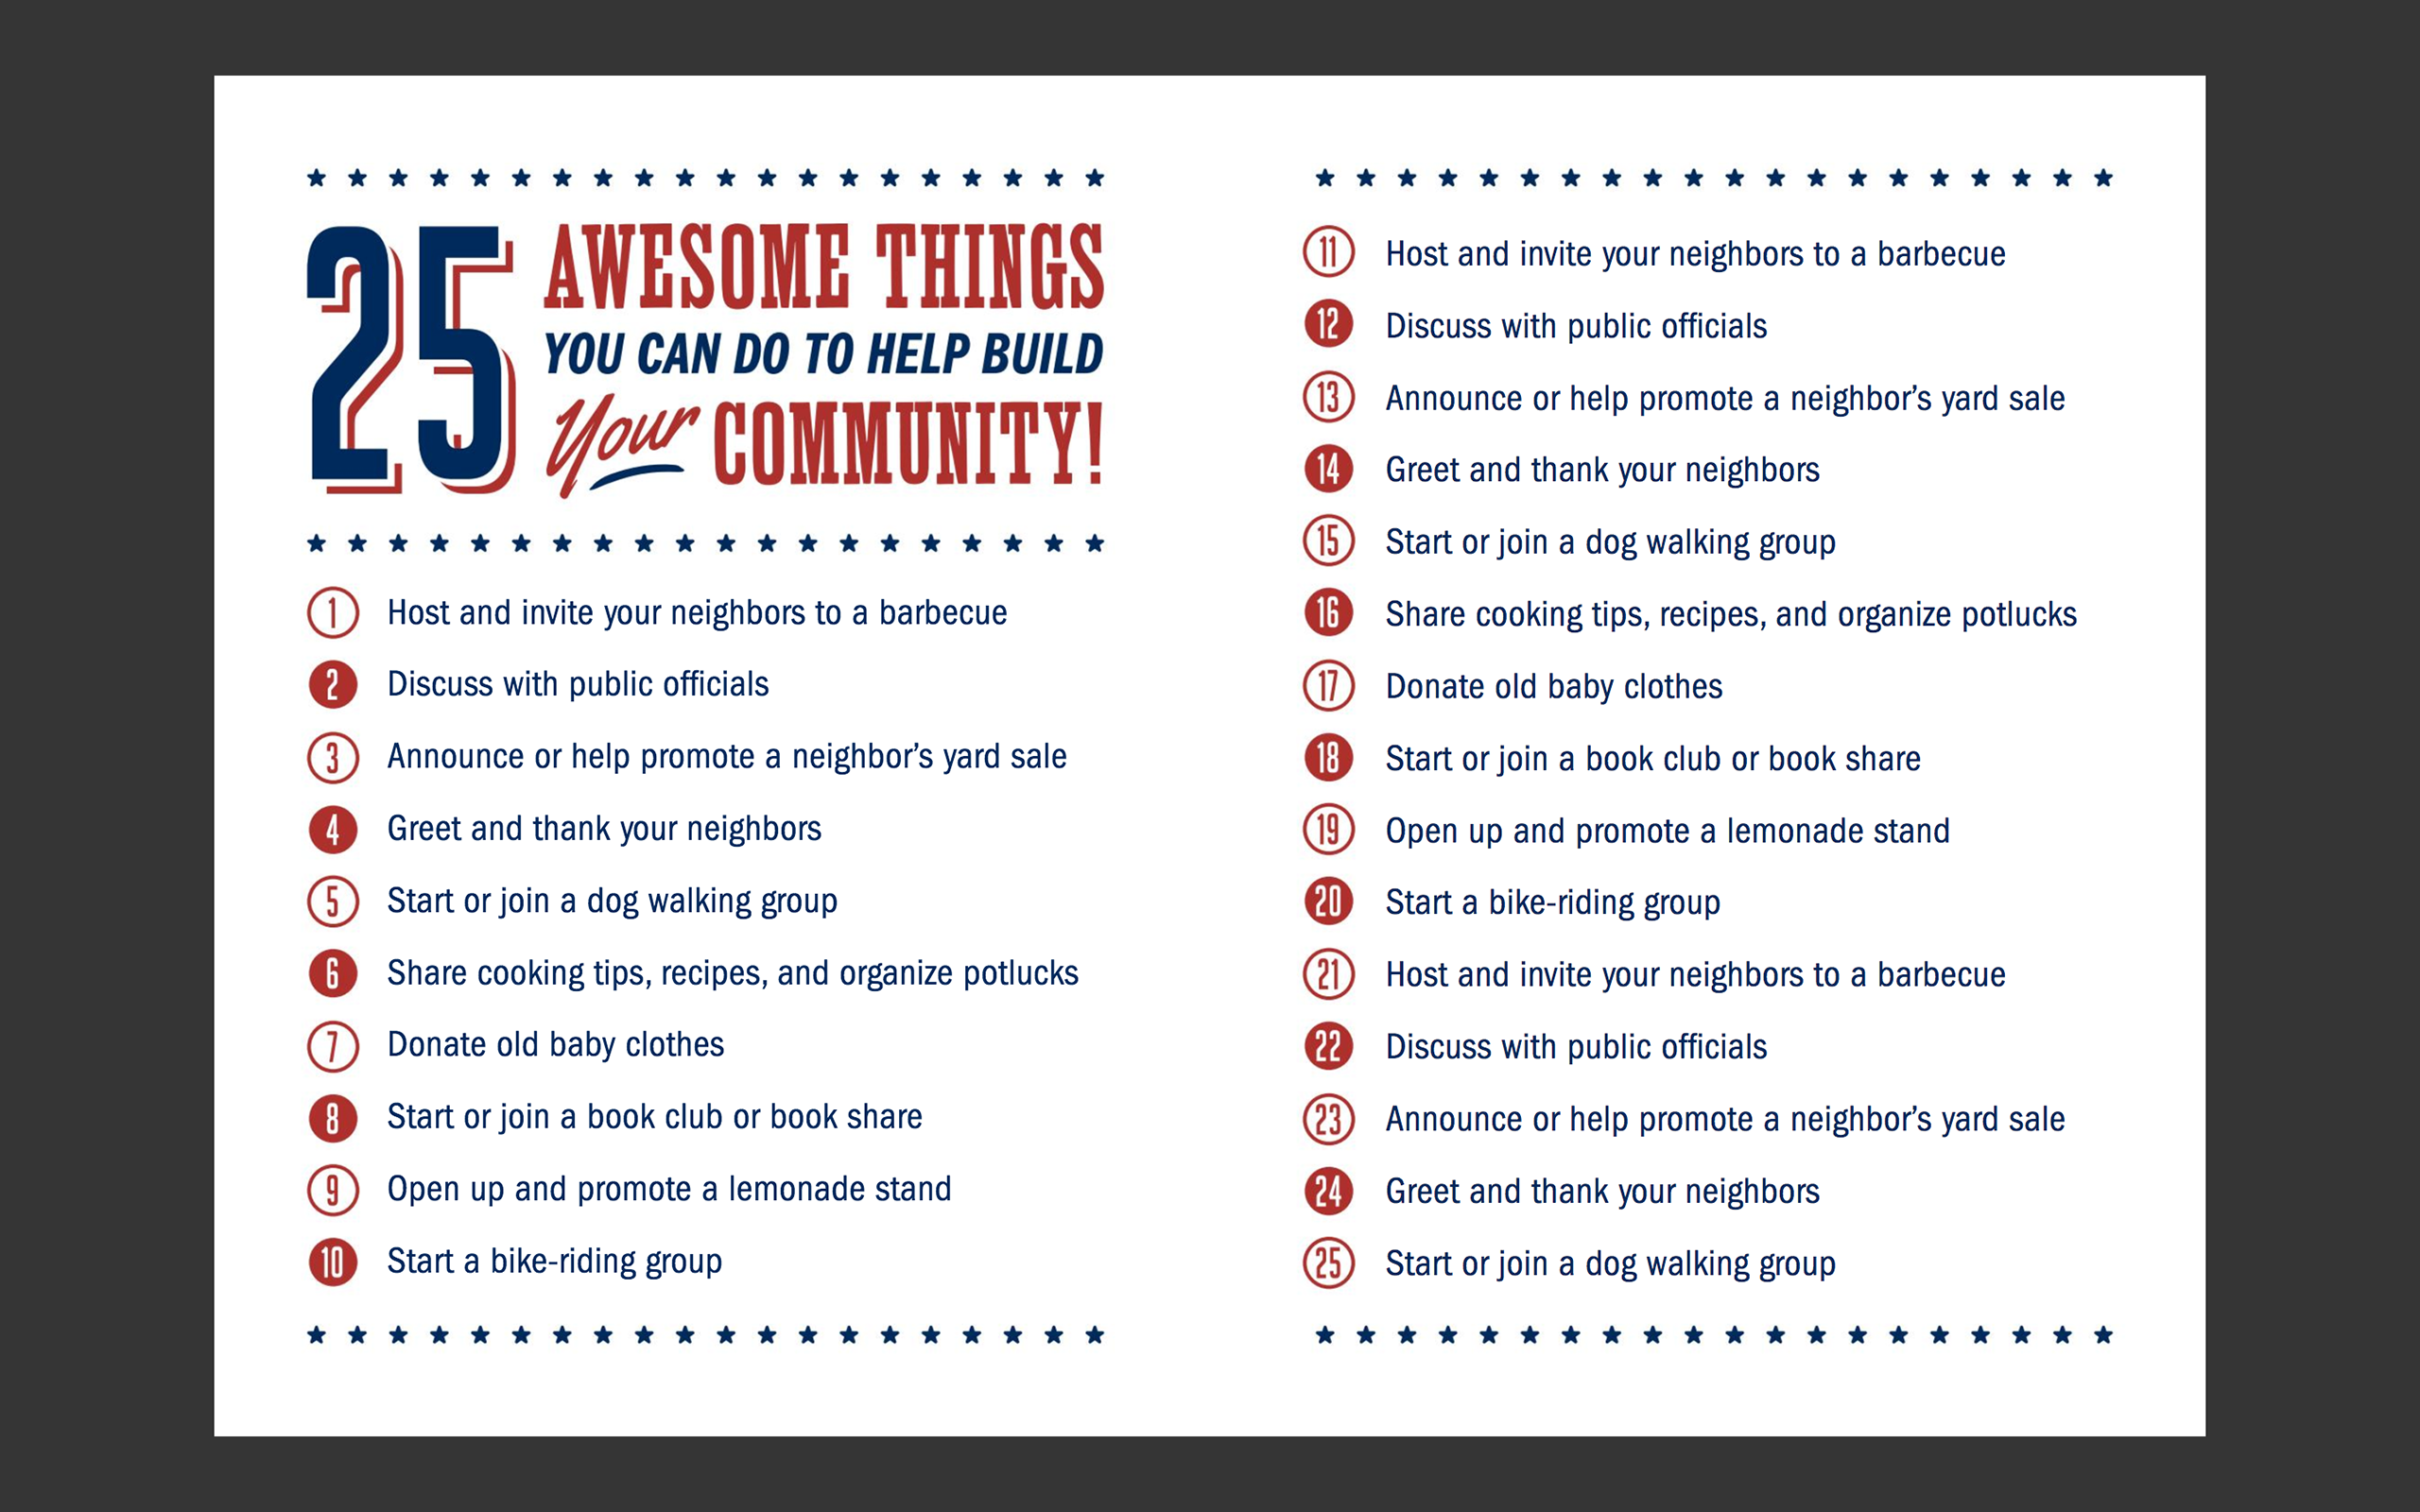 25 AWESOME THINGS
YOU CAN DO TO HELP BUILD
Your COMMUNITY!
1 Host and invite your neighbors to a barbecue
2 Discuss with public officials
3 Announce or help promote a neighbor’s yard sale
4 Greet and thank your neighbors
5 Start or join a dog walking group
6 Share cooking tips, recipes, and organize potlucks
7 Donate old baby clothes
8 Start or join a book club or book share
9 Open up and promote a lemonade stand
10 Start a bike-riding group
11 Host and invite your neighbors to a barbecue
12 Discuss with public officials
13 Announce or help promote a neighbor’s yard sale
14 Greet and thank your neighbors
15 Start or join a dog walking group
16 Share cooking tips, recipes, and organize potlucks
17 Donate old baby clothes
18 Start or join a book club or book share
19 Open up and promote a lemonade stand
20 Start a bike-riding group
21 Host and invite your neighbors to a barbecue
22 Discuss with public officials
23 Announce or help promote a neighbor’s yard sale
24 Greet and thank your neighbors
25 Start or join a dog walking group